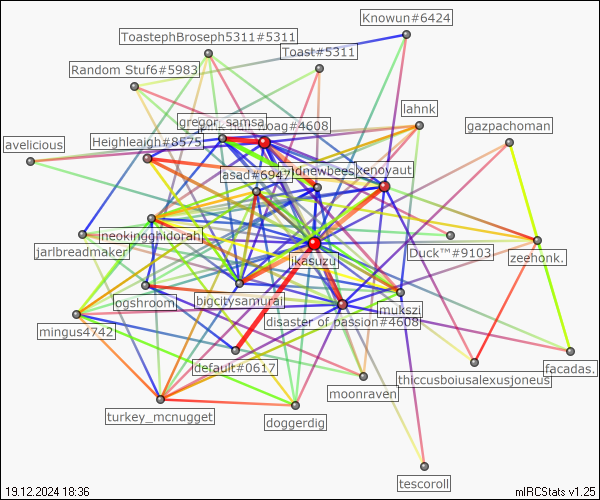 Knowun#6424
ToastephBroseph5311#5311
Toast#5311
Random Stuf6#5983
lahnk
gregor_samsa
oag#4608
gazpachoman
avelicious
Heighleaigh#8575
asad#6947
dnewbees
xenovaut
neokingghidorah
jarlbreadmaker
ikasuzu
Duck™#9103
zeehonk.
ogshroom
bigcitysamurai
mukszi
mingus4742
disaster of passion#4608
default#0617
facadas.
thiccusboiusalexusjoneus
moonraven
turkey_mcnugget
doggerdig
tescoroll
19.12.2024 18:36
mIRCStats v1.25